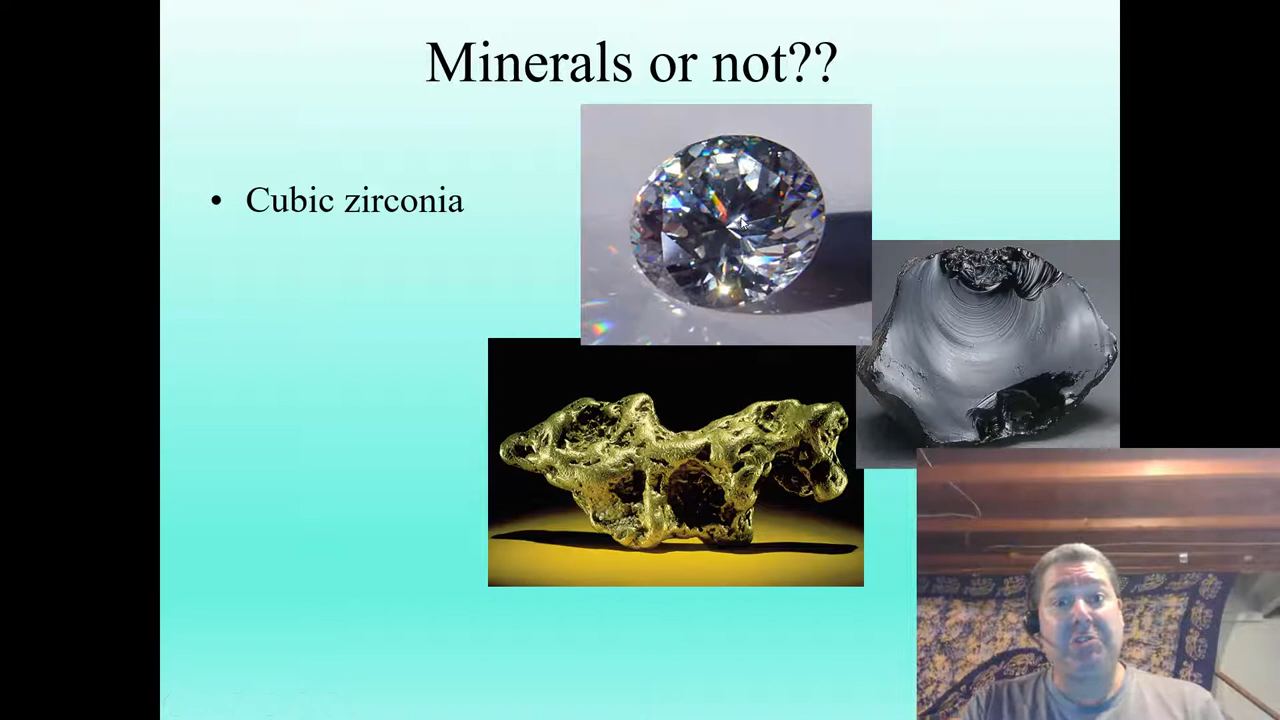 Minerals or not??
• Cubic zirconia